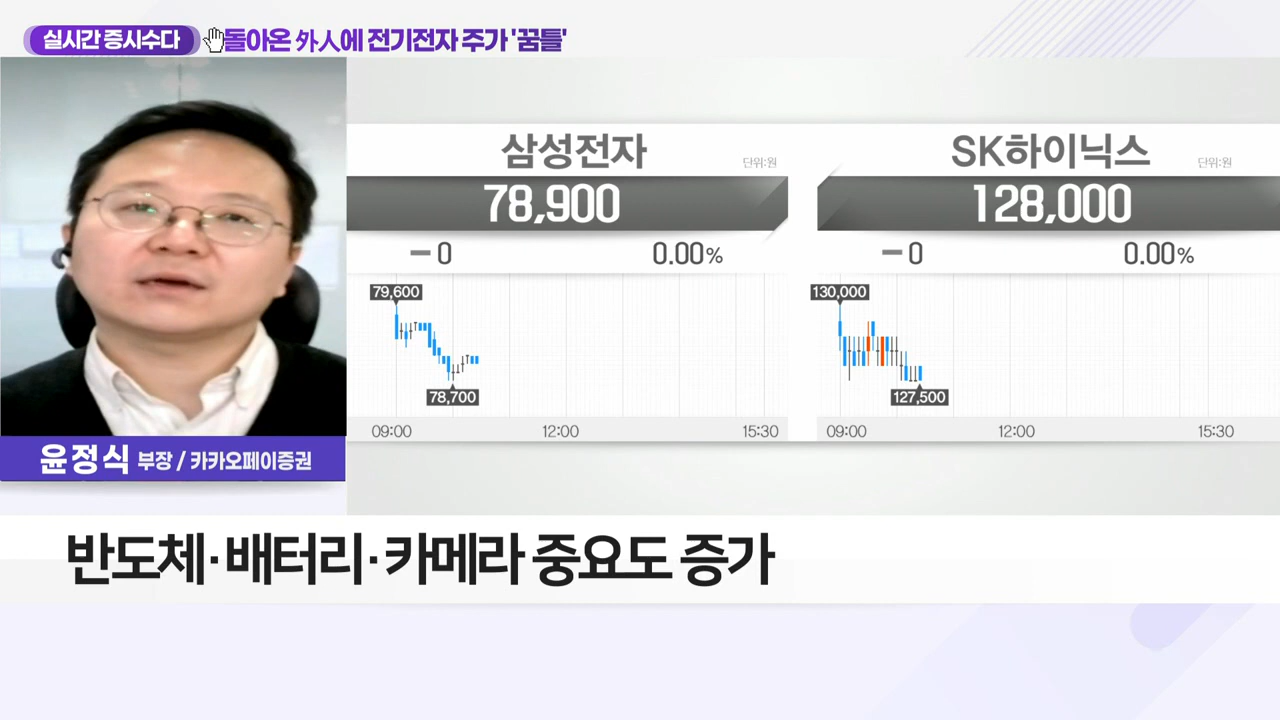 실시간 증시수다
돌아온 外人에 전기전자 주가 '꿈틀'
삼성전자
단위:원
78,900
0
0.00%
79,600
78,700
09:00
12:00
15:30
SK하이닉스
단위:원
128,000
0
0.00%
130,000
127,500
09:00
12:00
15:30
윤정식 부장 / 카카오페이증권
반도체·배터리·카메라 중요도 증가